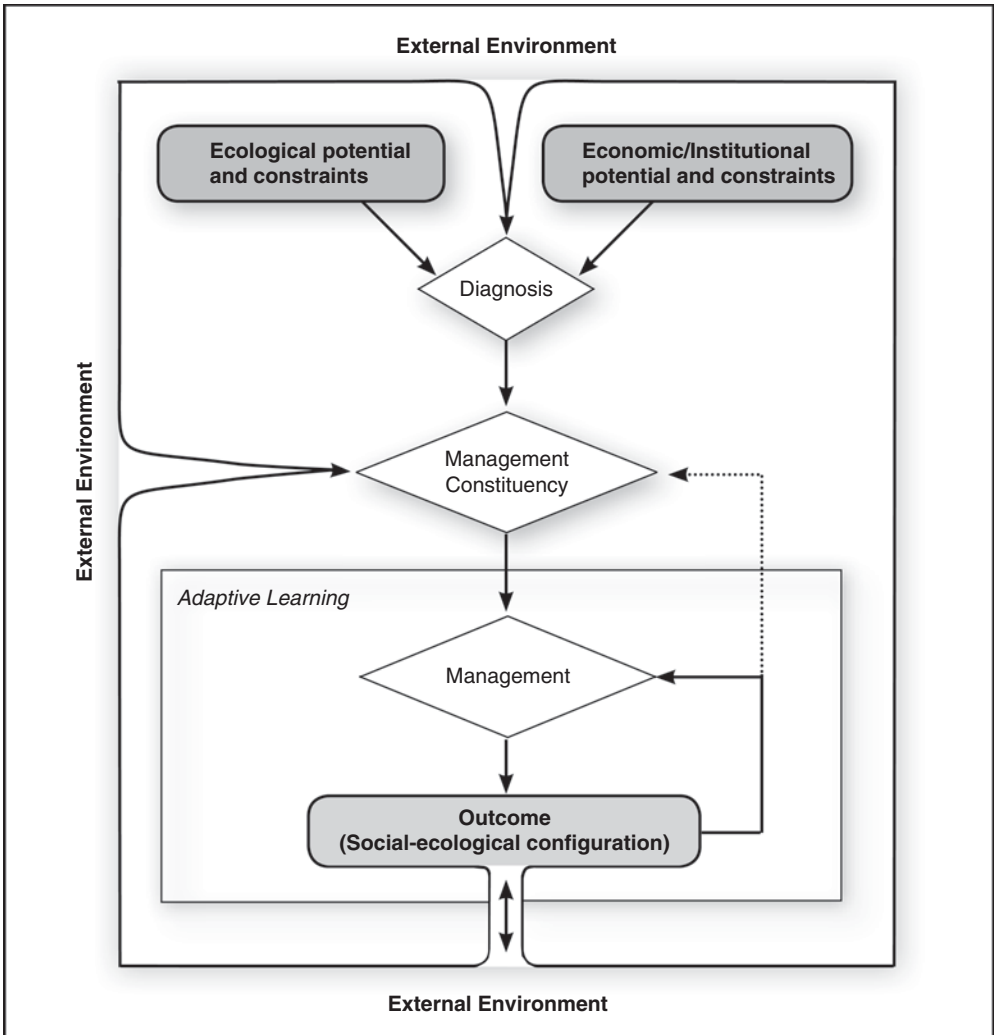 External Environment
Ecological potential
and constraints
Economic/Institutional
potential and constraints
Diagnosis
External Environment
Management
Constituency
Adaptive Learning
Management
Outcome
(Social-ecological configuration)
External Environment